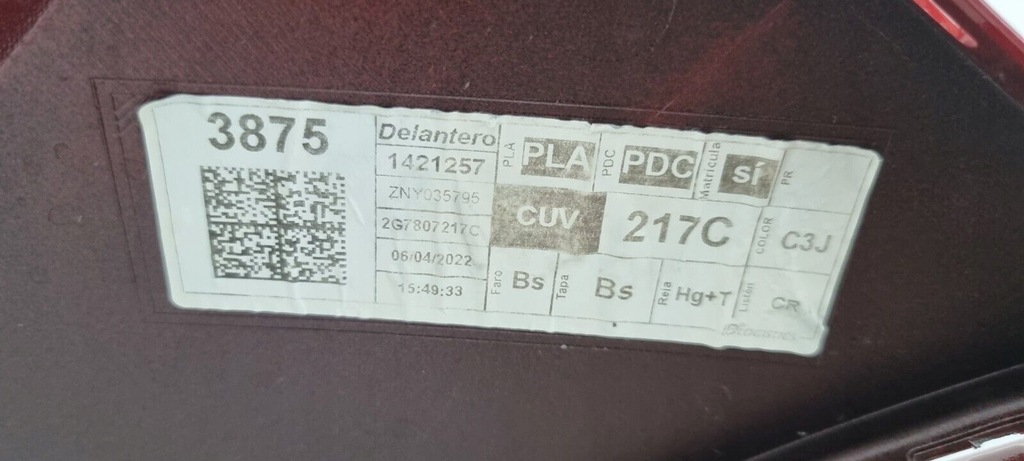 3875
Delantero
1421257
ZNY035795
2G7807217C
06/04/2022
15:49:33
PLA PLA PDC PDC Matrícula sí PR
CUV 217C COLOR C3J
Faro Bs Tapa Bs Reja Hg+T Listón CR